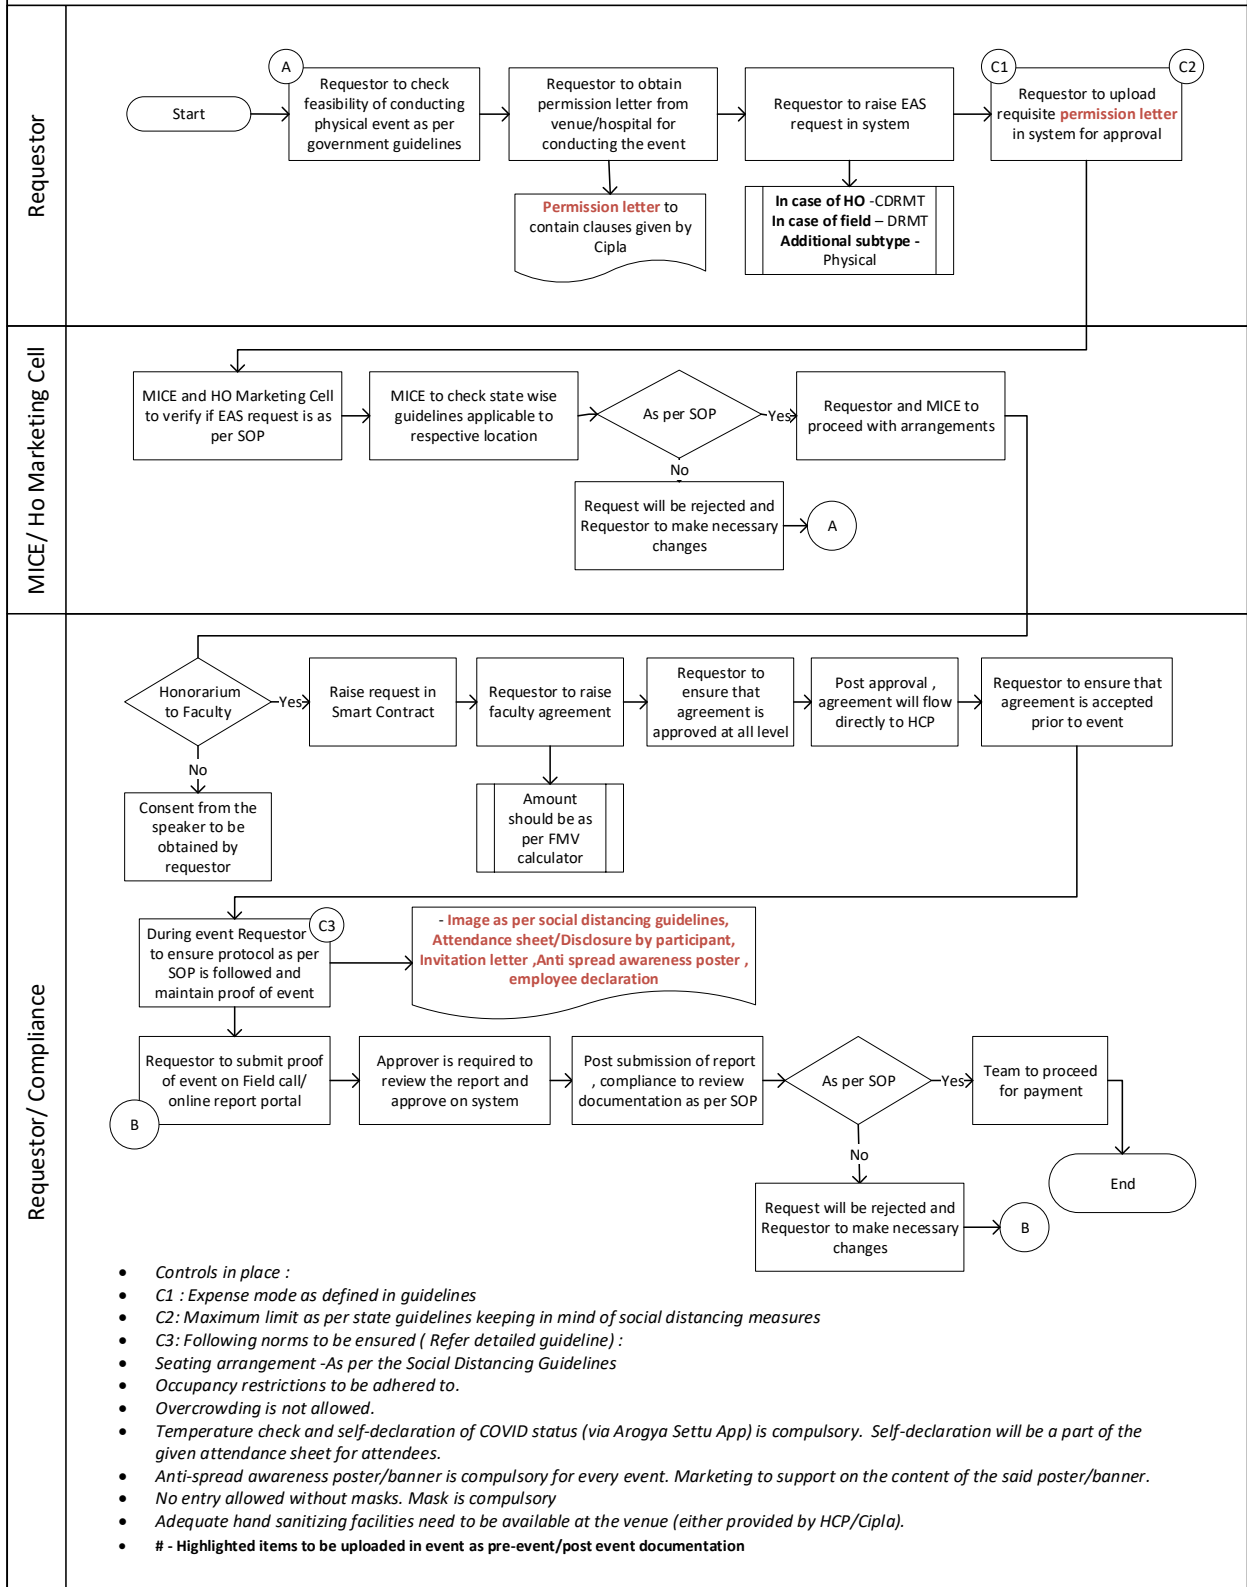 Requestor
Start
A
Requestor to check
feasibility of conducting
physical event as per
government guidelines
Requestor to obtain
permission letter from
venue/hospital for
conducting the event
Requestor to raise EAS
request in system
C1
C2
Requestor to upload
requisite permission letter
in system for approval
Permission letter to
contain clauses given by
Cipla
In case of HO -CDRMT
In case of field – DRMT
Additional subtype -
Physical
MICE/ Ho Marketing Cell
MICE and HO Marketing Cell
to verify if EAS request is as
per SOP
MICE to check state wise
guidelines applicable to
respective location
As per SOP
Yes
Requestor and MICE to
proceed with arrangements
No
Request will be rejected and
Requestor to make necessary
changes
A
Requestor/ Compliance
Honorarium
to Faculty
Yes
Raise request in
Smart Contract
Requestor to raise
faculty agreement
Requestor to
ensure that
agreement is
approved at all level
Post approval ,
agreement will flow
directly to HCP
Requestor to ensure that
agreement is accepted
prior to event
No
Consent from the
speaker to be
obtained by
requestor
Amount
should be as
per FMV
calculator
C3
During event Requestor
to ensure protocol as per
SOP is followed and
maintain proof of event
- Image as per social distancing guidelines,
Attendance sheet/Disclosure by participant,
Invitation letter ,Anti spread awareness poster ,
employee declaration
Requestor to submit proof
of event on Field call/
online report portal
B
Approver is required to
review the report and
approve on system
Post submission of report
, compliance to review
documentation as per SOP
As per SOP
Yes
Team to proceed
for payment
No
End
Request will be rejected and
Requestor to make necessary
changes
B
• Controls in place :
• C1 : Expense mode as defined in guidelines
• C2: Maximum limit as per state guidelines keeping in mind of social distancing measures
• C3: Following norms to be ensured ( Refer detailed guideline) :
• Seating arrangement -As per the Social Distancing Guidelines
• Occupancy restrictions to be adhered to.
• Overcrowding is not allowed.
• Temperature check and self-declaration of COVID status (via Arogya Settu App) is compulsory. Self-declaration will be a part of the
given attendance sheet for attendees.
• Anti-spread awareness poster/banner is compulsory for every event. Marketing to support on the content of the said poster/banner.
• No entry allowed without masks. Mask is compulsory
• Adequate hand sanitizing facilities need to be available at the venue (either provided by HCP/Cipla).
• # - Highlighted items to be uploaded in event as pre-event/post event documentation